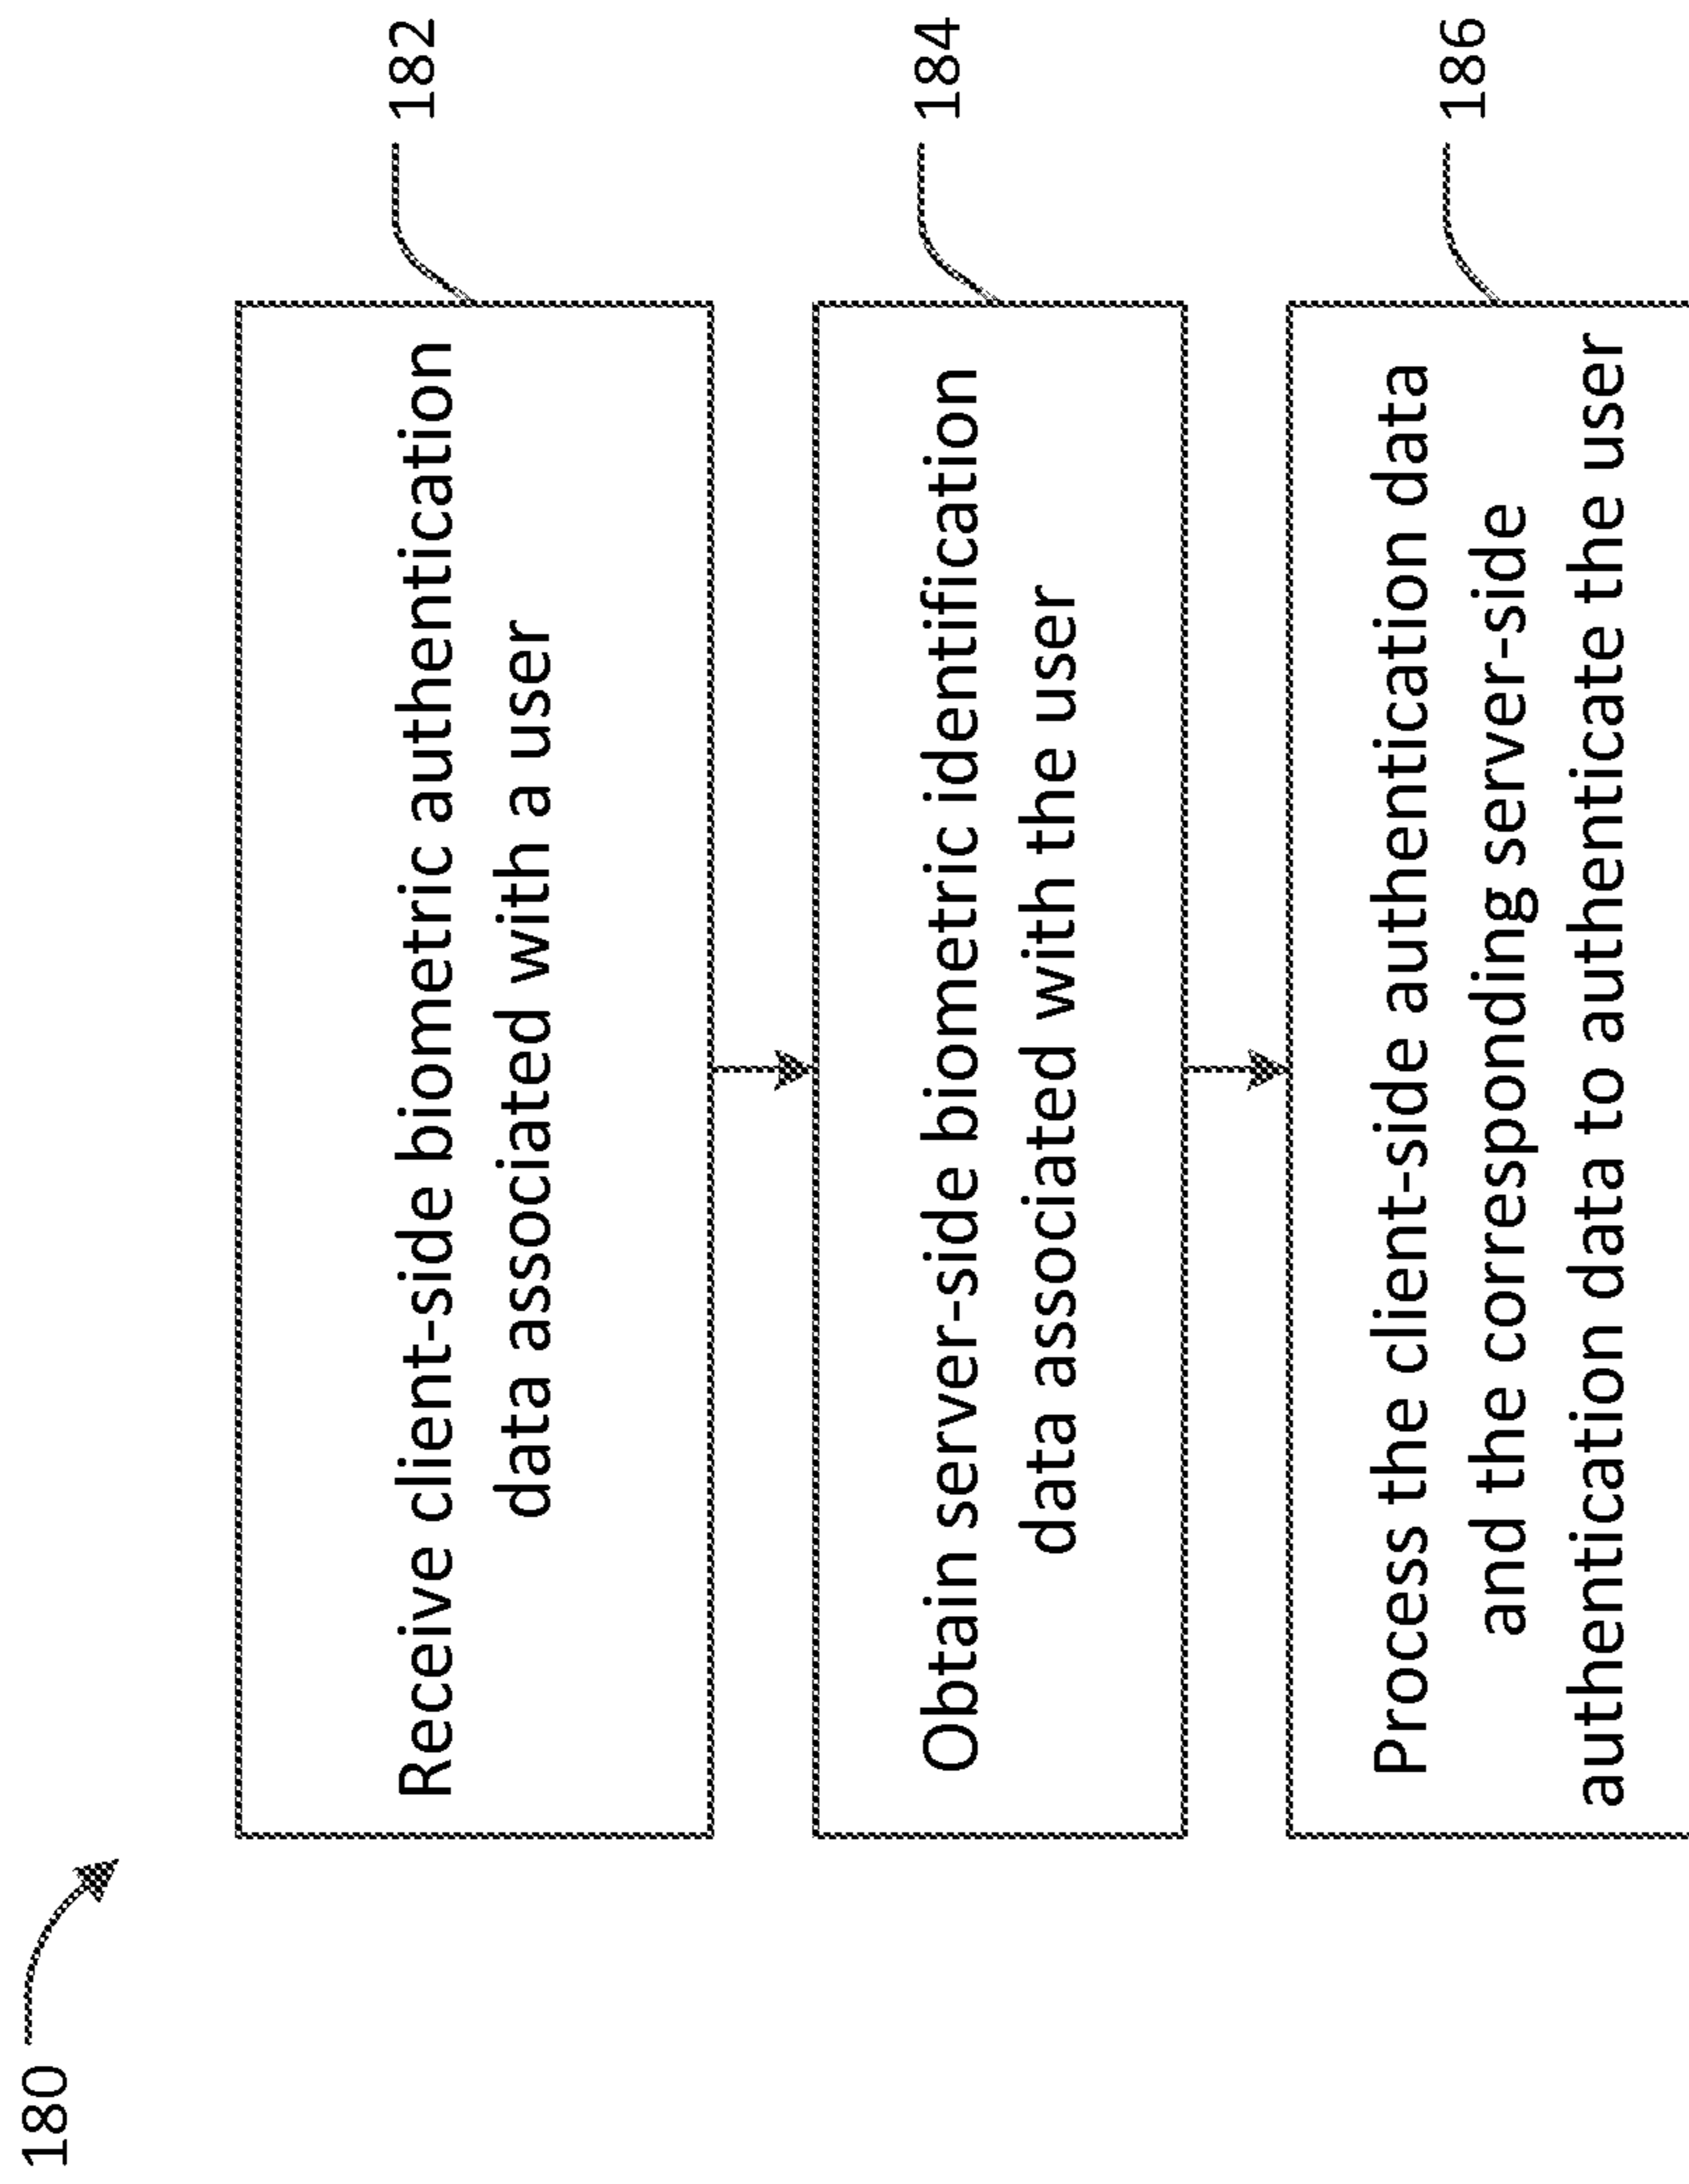 180
Receive client-side biometric authentication
data associated with a user
182
Obtain server-side biometric identification
data associated with the user
184
Process the client-side authentication data
and the corresponding server-side
authentication data to authenticate the user
186